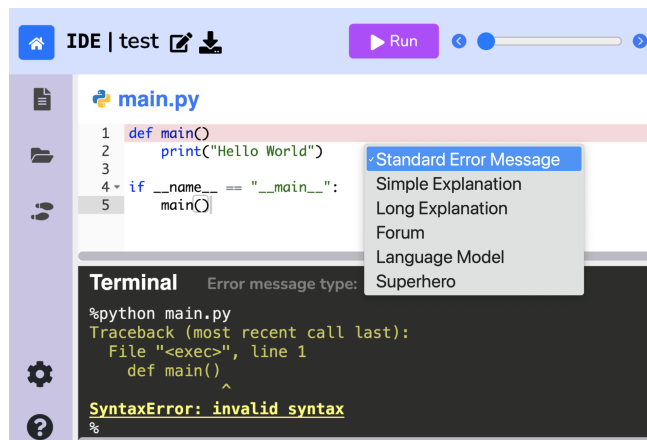 IDE | test
Run
main.py
1 def main()
2     print("Hello World")
3
4 if __name__ == "__main__":
5     main()
Standard Error Message
Simple Explanation
Long Explanation
Forum
Language Model
Superhero
Terminal Error message type:
%python main.py
Traceback (most recent call last):
  File "<exec>", line 1
    def main()
              ^
SyntaxError: invalid syntax
%